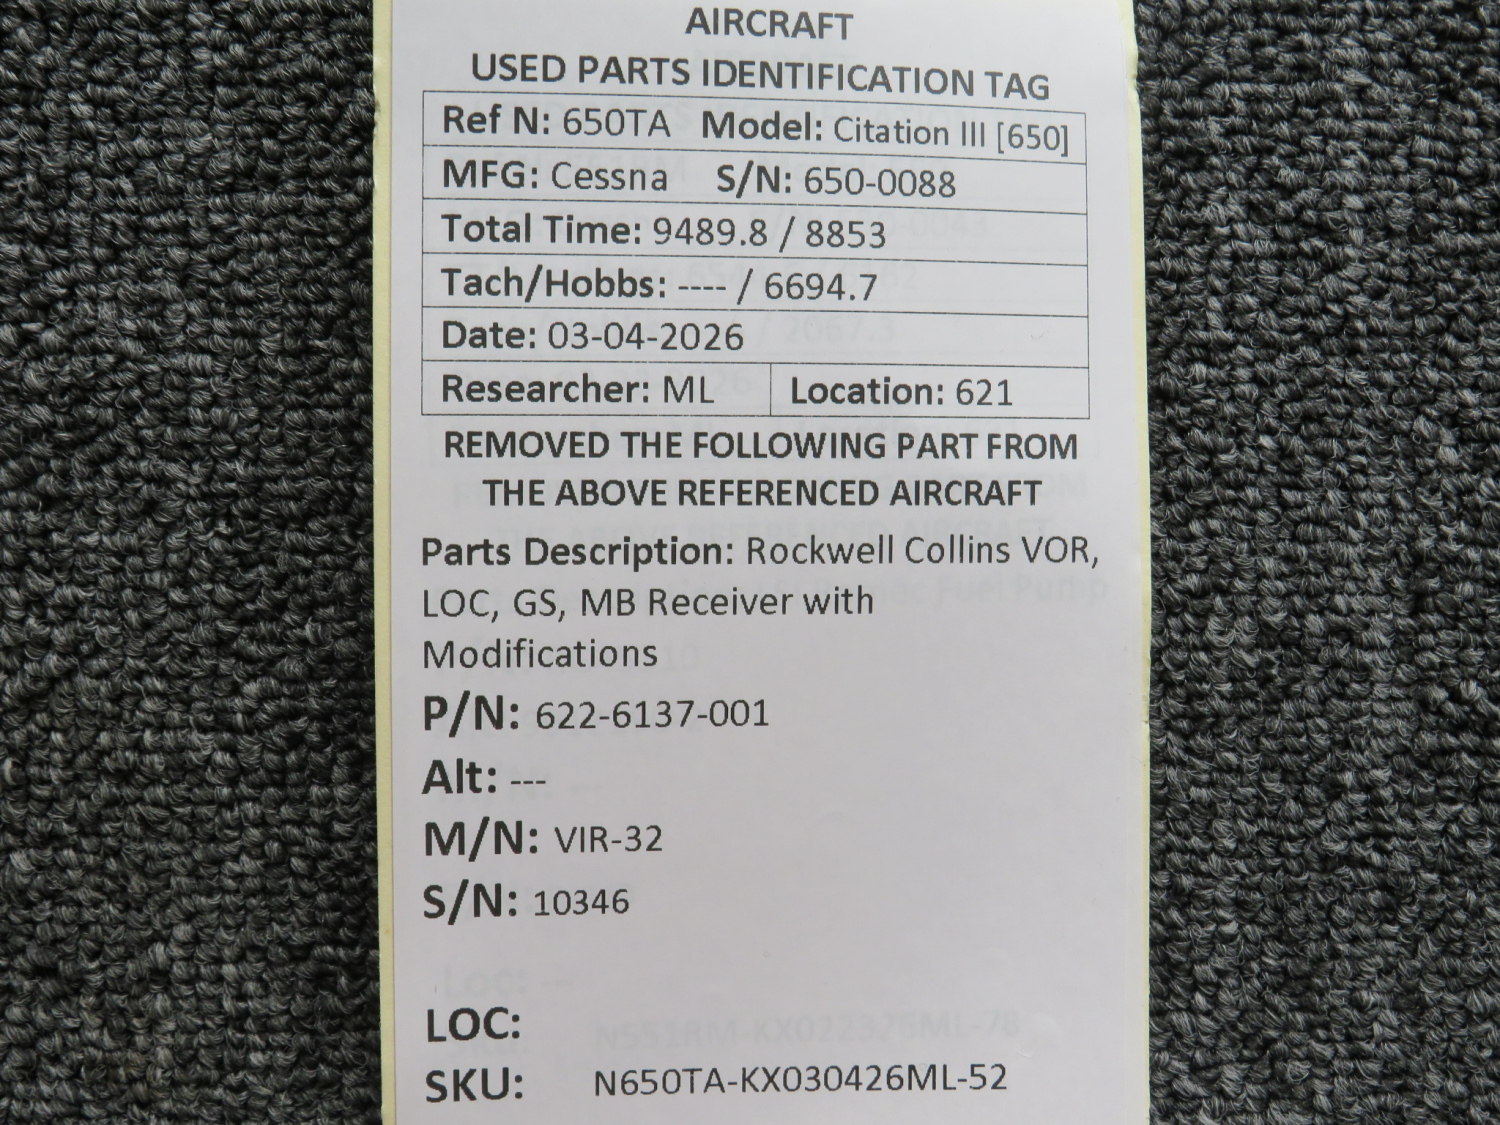 AIRCRAFT
USED PARTS IDENTIFICATION TAG
Ref N: 650TA Model: Citation III [650]
MFG: Cessna S/N: 650-0088
Total Time: 9489.8 / 8853
Tach/Hobbs: ---- / 6694.7
Date: 03-04-2026
Researcher: ML Location: 621
REMOVED THE FOLLOWING PART FROM
THE ABOVE REFERENCED AIRCRAFT
Parts Description: Rockwell Collins VOR,
LOC, GS, MB Receiver with
Modifications
P/N: 622-6137-001
Alt: ---
M/N: VIR-32
S/N: 10346
LOC:
SKU: N650TA-KX030426ML-52